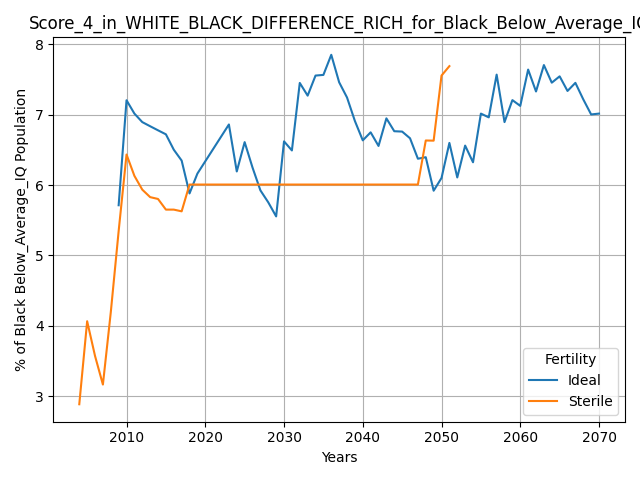 Score_4_in_WHITE_BLACK_DIFFERENCE_RICH_for_Black_Below_Average_IQ
% of Black Below_Average_IQ Population
8
7
6
5
4
3
Fertility
Ideal
Sterile
2010 2020 2030 2040 2050 2060 2070
Years